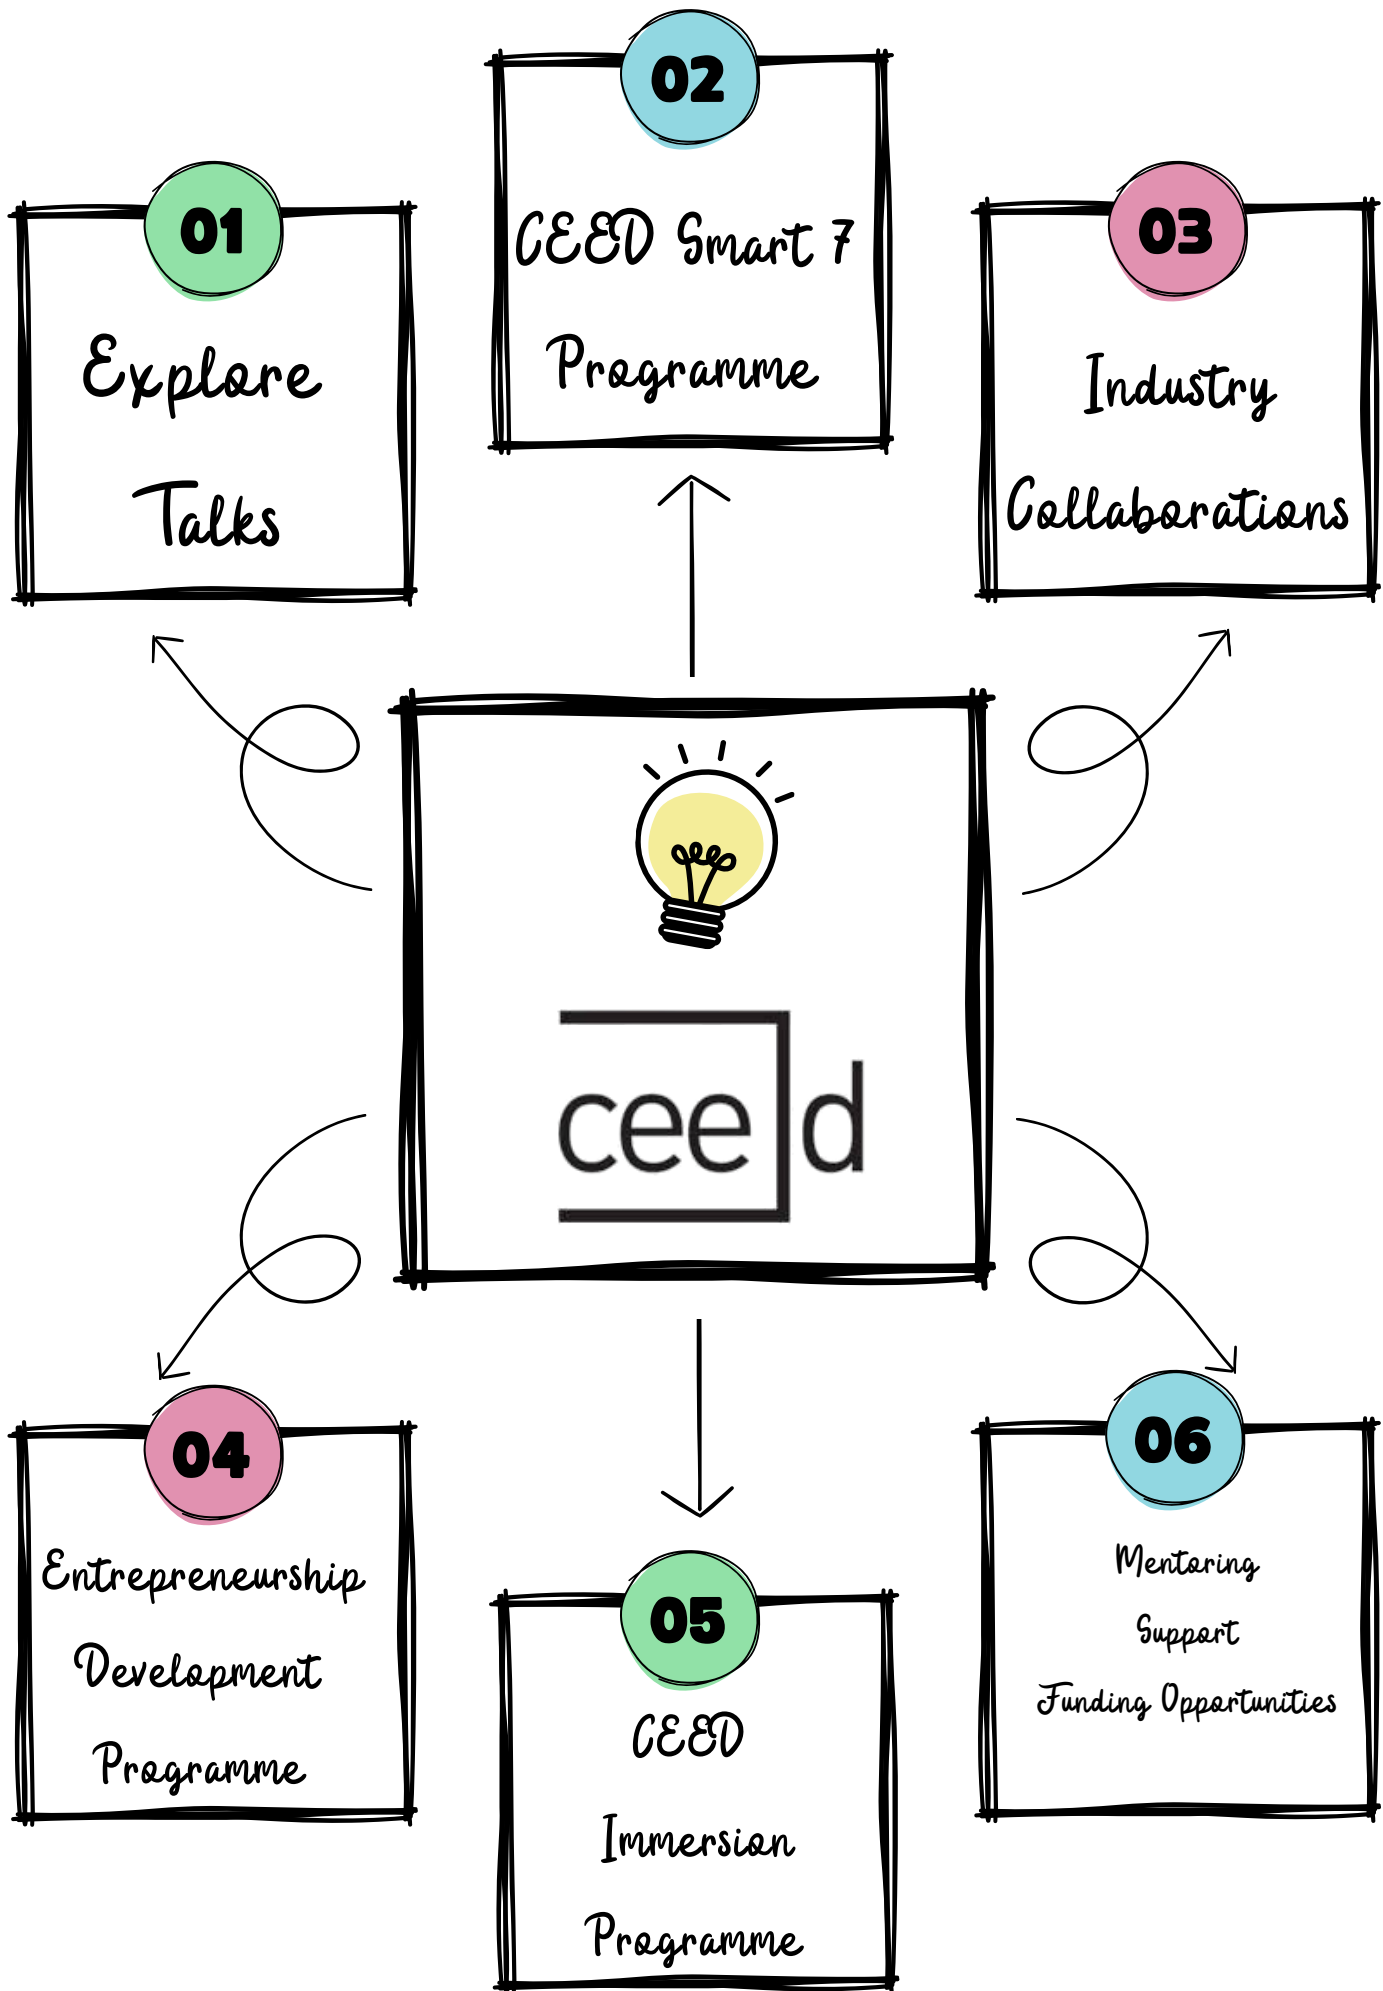 01
Explore
Talks
02
CEED Smart 7
Programme
03
Industry
Collaborations
ceed
04
Entrepreneurship
Development
Programme
05
CEED
Immersion
Programme
06
Mentoring
Support
Funding Opportunities